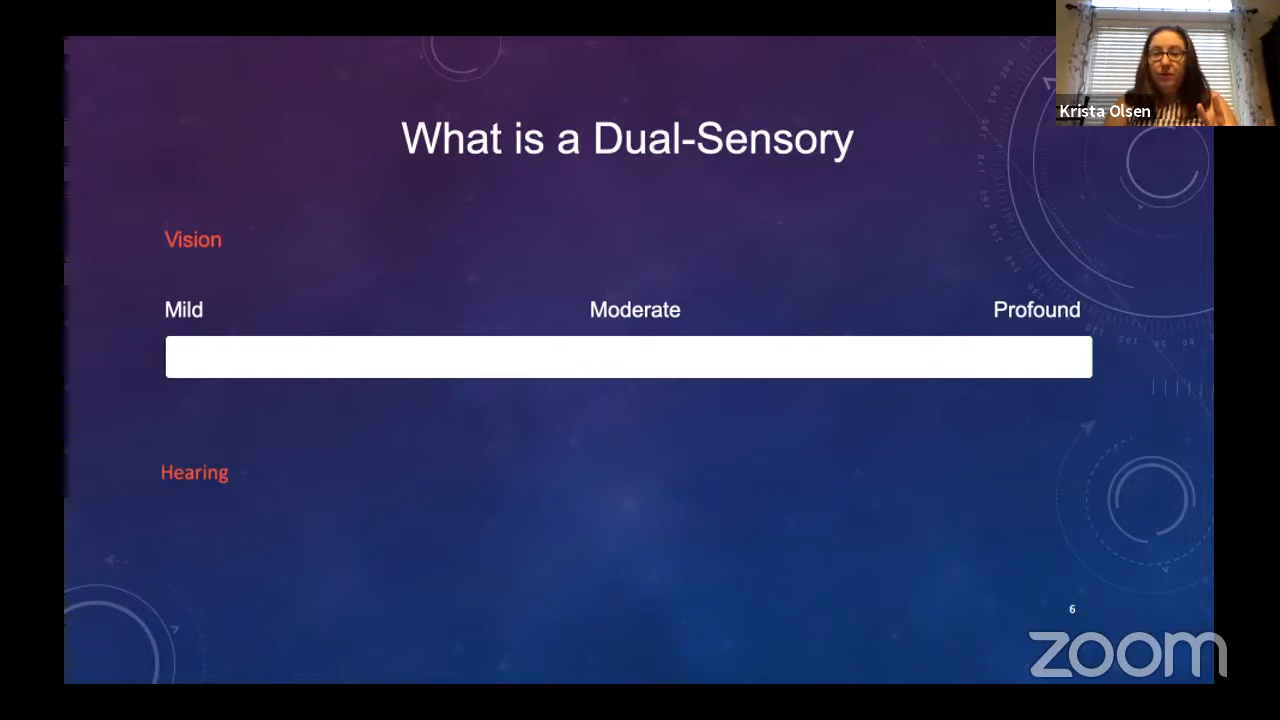 Krista Olsen
What is a Dual-Sensory
Vision
Mild Moderate Profound
Hearing
6
zoom